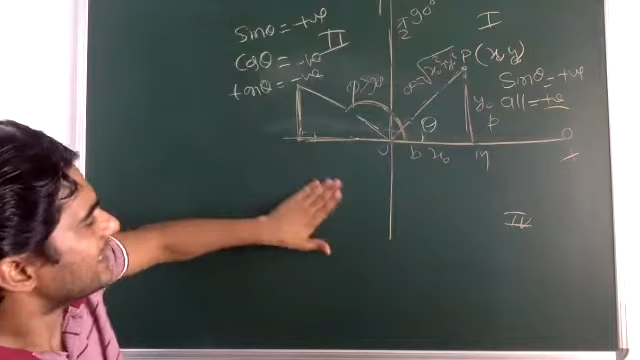 sinθ = +ve
II
cosθ = -ve
tanθ = -ve
90°
π/2
I
P(x,y)
Sinθ = +ve
all = +ve
y
P
θ
b
M
O
IV